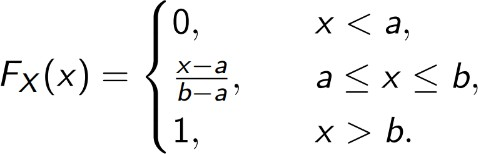 F_X(x) = { 0, x < a,
(x−a)/(b−a), a ≤ x ≤ b,
1, x > b.